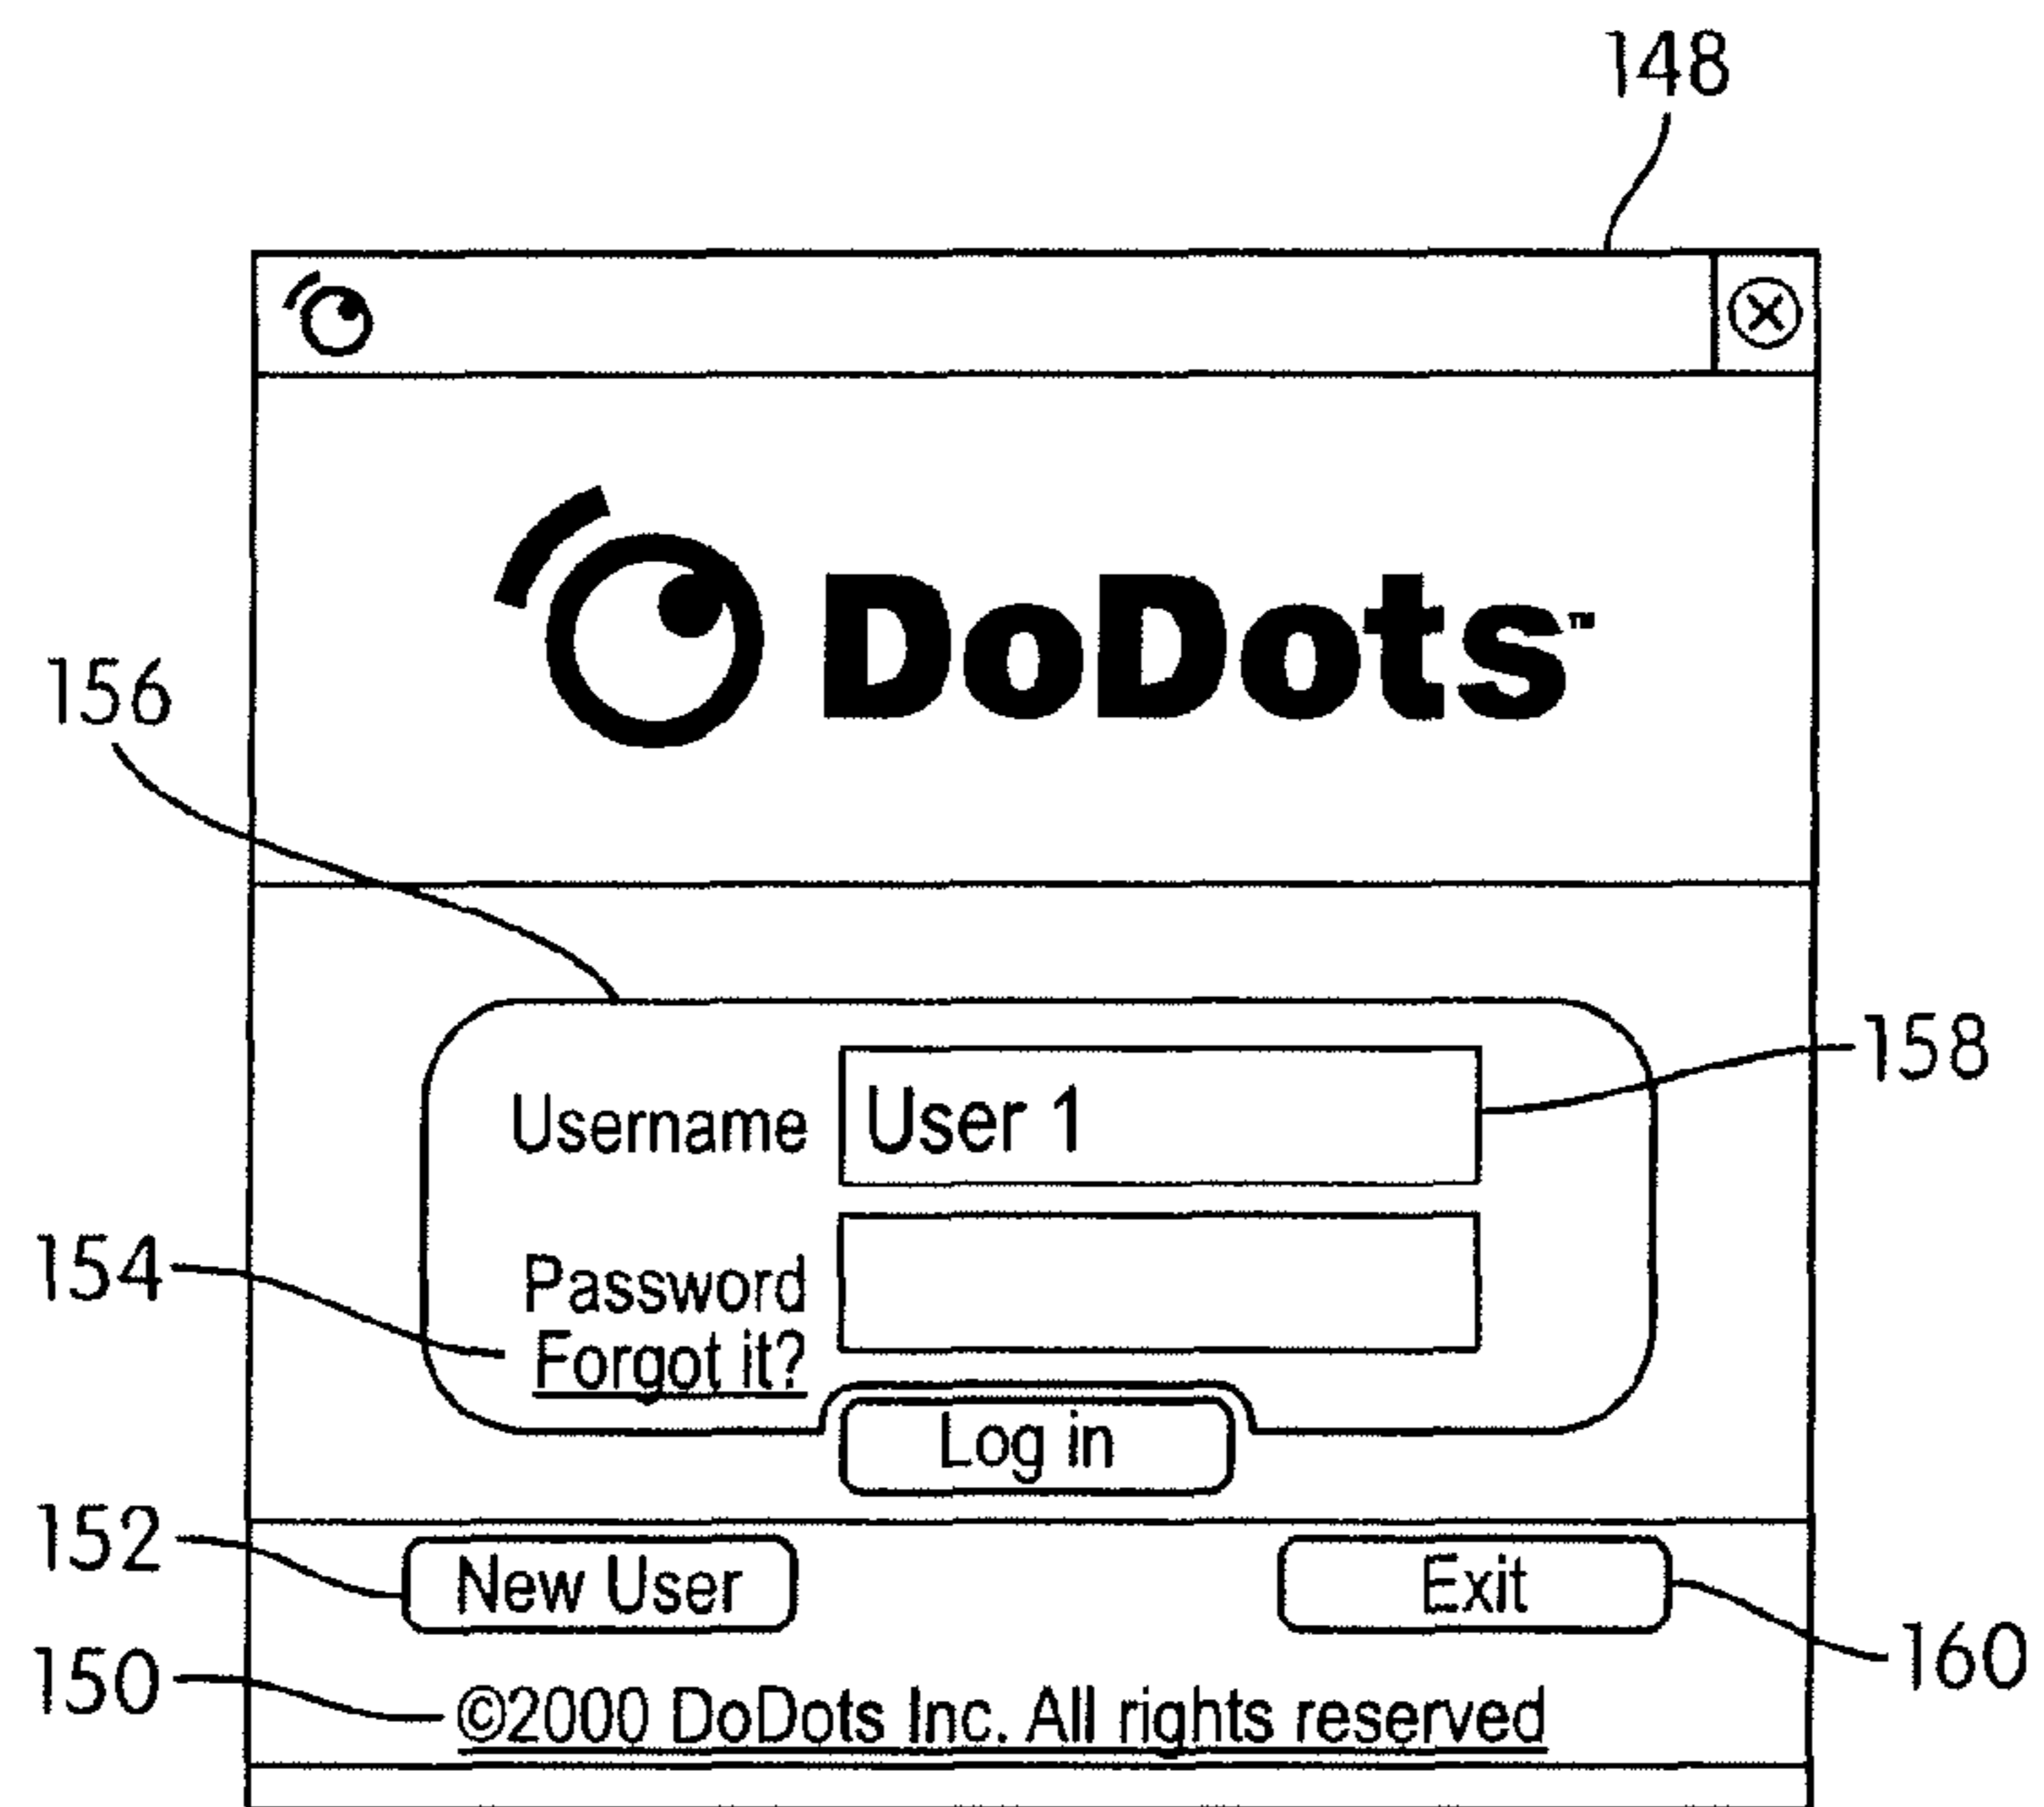 148
DoDots™
156
Username User 1 158
Password
154 Forgot it?
Log in
152 New User Exit 160
150 ©2000 DoDots Inc. All rights reserved